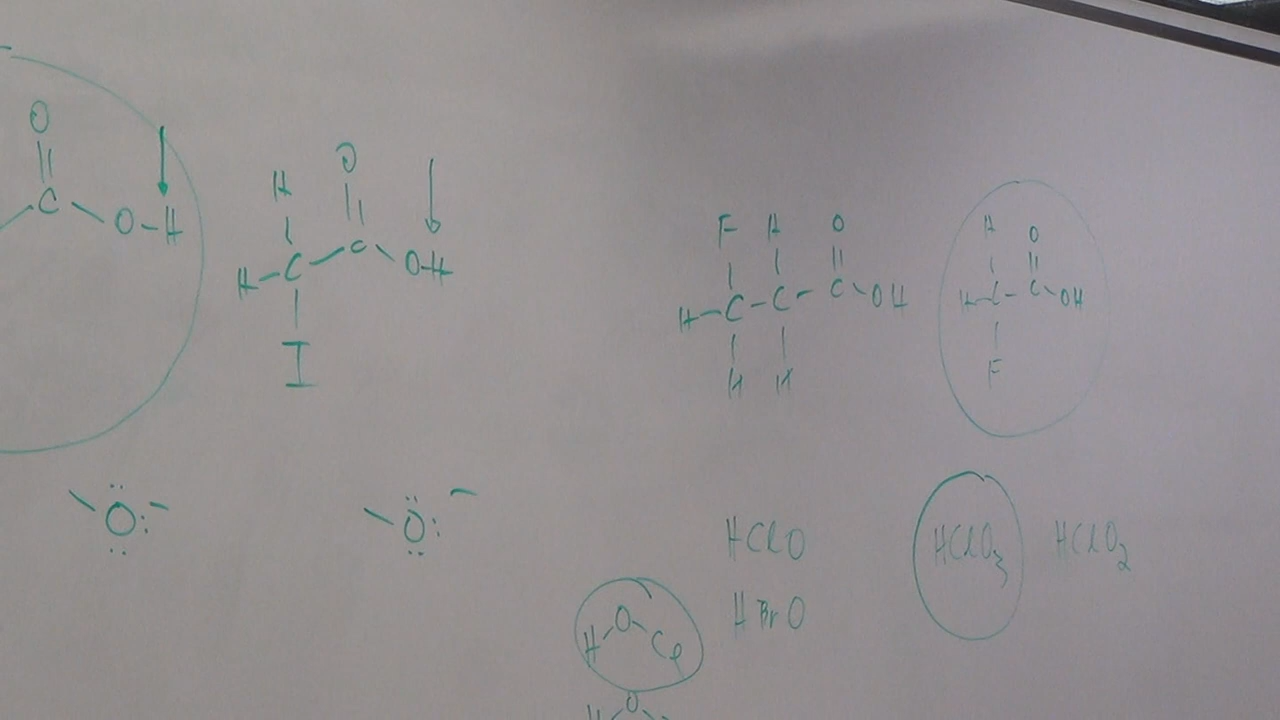 O
||
C
O-H
H O
| ||
H-C-C
OH
|
I
F H O
| | ||
H-C-C-C
OH
| |
H H
H O
| ||
H-C-C
OH
|
F
O:
O:
HClO HClO3 HClO2
HBrO
H O Cl
H O